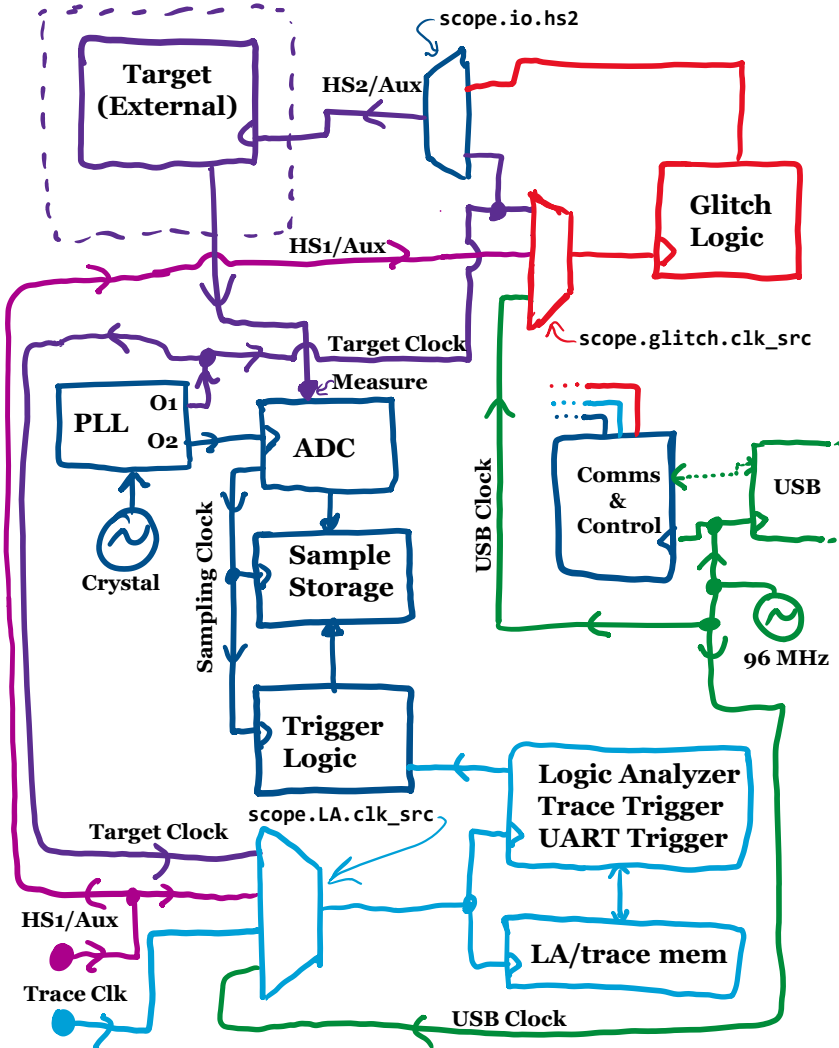 scope.io.hs2
Target
(External)
HS2/Aux
Glitch
Logic
HS1/Aux
scope.glitch.clk_src
Target Clock
Measure
PLL
O1
O2
ADC
Comms
&
Control
USB
USB Clock
Crystal
Sampling Clock
Sample
Storage
96 MHz
Trigger
Logic
Logic Analyzer
Trace Trigger
UART Trigger
scope.LA.clk_src
Target Clock
HS1/Aux
LA/trace mem
Trace Clk
USB Clock